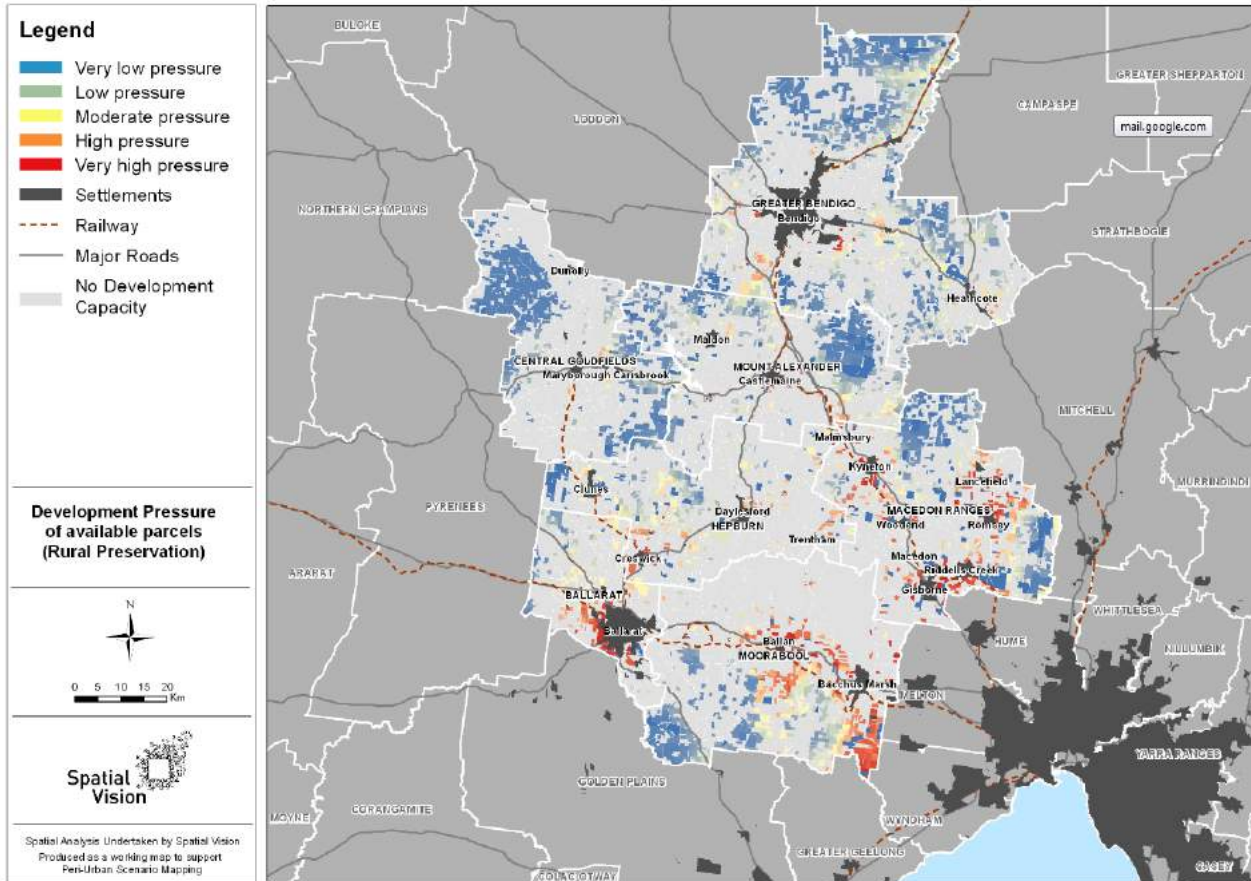 Legend
Very low pressure
Low pressure
Moderate pressure
High pressure
Very high pressure
Settlements
Railway
Major Roads
No Development
Capacity
Development Pressure
of available parcels
(Rural Preservation)
N
0 5 10 15 20
Km
Spatial
Vision
Spatial Analysis Undertaken by Spatial Vision
Produced as a working map to support
Peri-Urban Scenario Mapping
BULOKE
GREATER SHEPPARTON
CAMPASPE
LODDON
mail.google.com
NORTHERN GRAMPIANS
GREATER BENDIGO
Bendigo
STRATHBOGIE
Dunolly
Heathcote
Maldon
CENTRAL GOLDFIELDS
MOUNT ALEXANDER
Maryborough Carisbrook
Castlemaine
MITCHELL
Malmsbury
Kyneton
Lancefield
MURRINDINDI
Clunes
PYRENEES
Daylesford
MACEDON RANGES
HEPBURN
Woodend
Romsey
Trentham
Creswick
Macedon
ARARAT
Riddells Creek
BALLARAT
Gisborne
WHITTLESEA
Ballarat
HUME
Ballan
NILLUMBIK
MOORABOOL
Bacchus Marsh
MELTON
YARRA RANGES
GOLDEN PLAINS
CORANGAMITE
MOYNE
WYNDHAM
GREATER GEELONG
CASEY
COLAC OTWAY